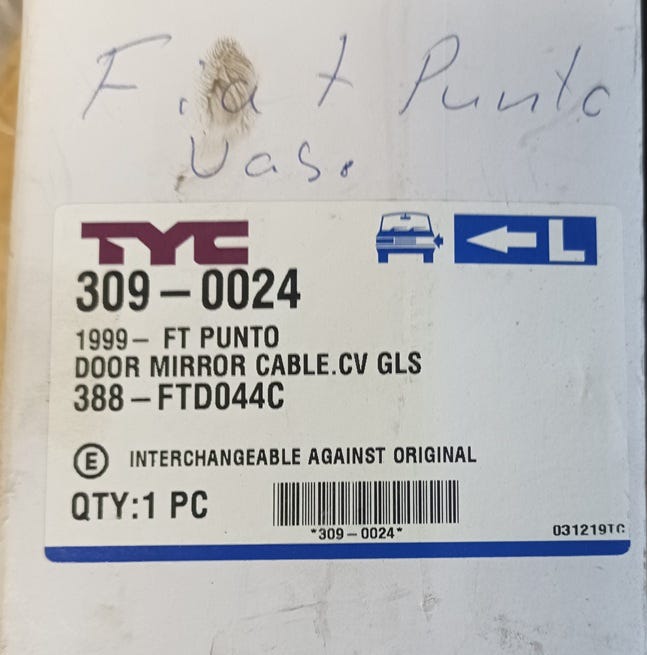 Fiat Punto
Vas.
TYC
L
309-0024
1999- FT PUNTO
DOOR MIRROR CABLE.CV GLS
388-FTD044C
E INTERCHANGEABLE AGAINST ORIGINAL
QTY:1 PC
*309-0024*
031219TC